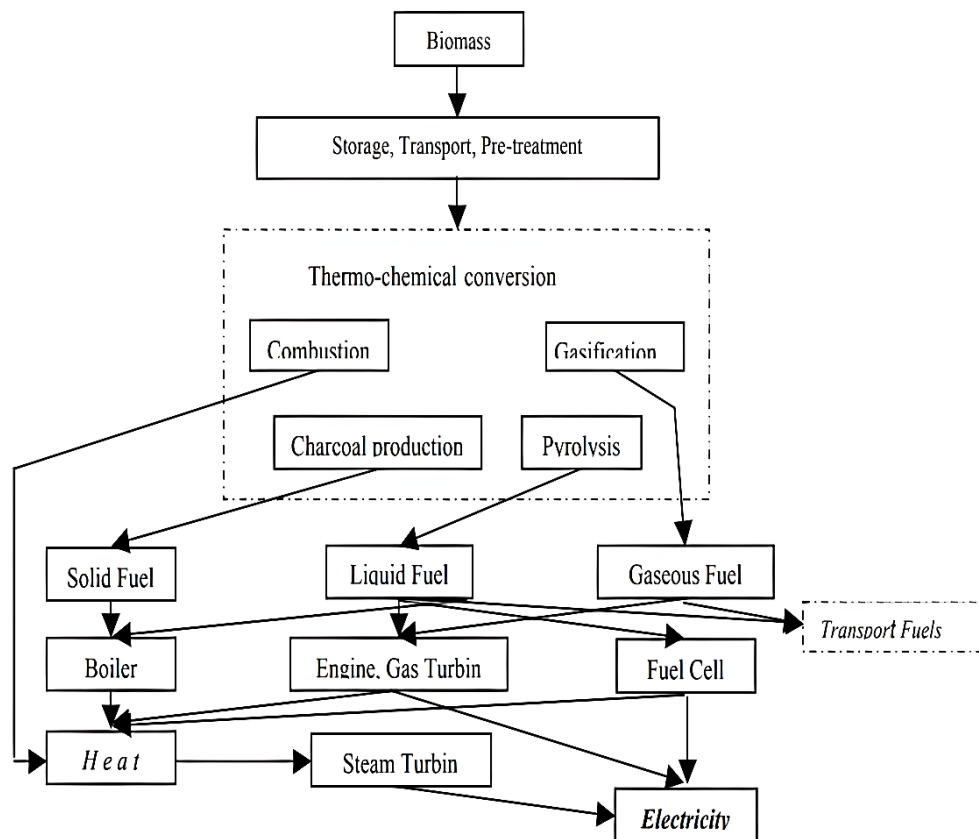 Biomass
Storage, Transport, Pre-treatment
Thermo-chemical conversion
Combustion
Gasification
Charcoal production
Pyrolysis
Solid Fuel
Liquid Fuel
Gaseous Fuel
Transport Fuels
Boiler
Engine, Gas Turbin
Fuel Cell
Heat
Steam Turbin
Electricity